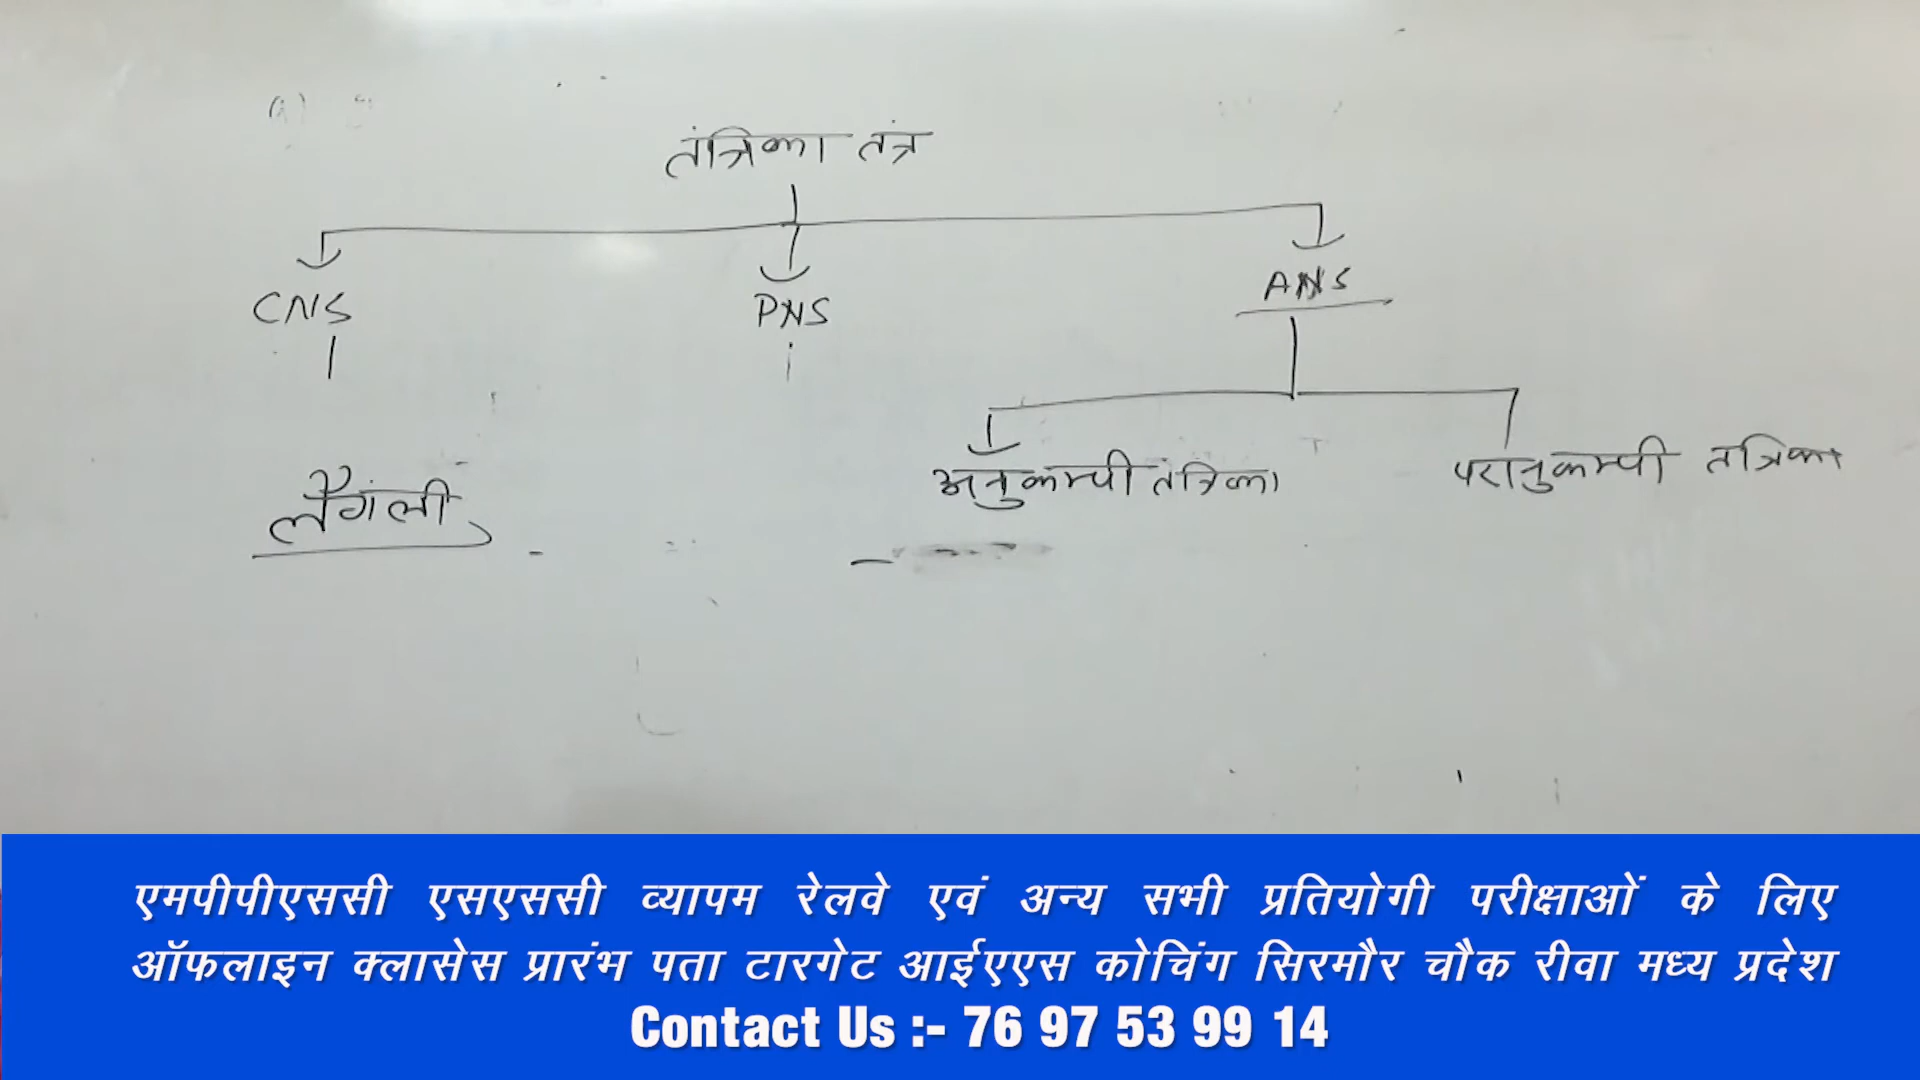 तंत्रिका तंत्र
CNS PNS ANS
अनुकम्पी तंत्रिका परानुकम्पी तंत्रिका
लैंगंली
एमपीपीएससी एसएससी व्यापम रेलवे एवं अन्य सभी प्रतियोगी परीक्षाओं के लिए
ऑफलाइन क्लासेस प्रारंभ पता टारगेट आईएएस कोचिंग सिरमौर चौक रीवा मध्य प्रदेश
Contact Us :- 76 97 53 99 14